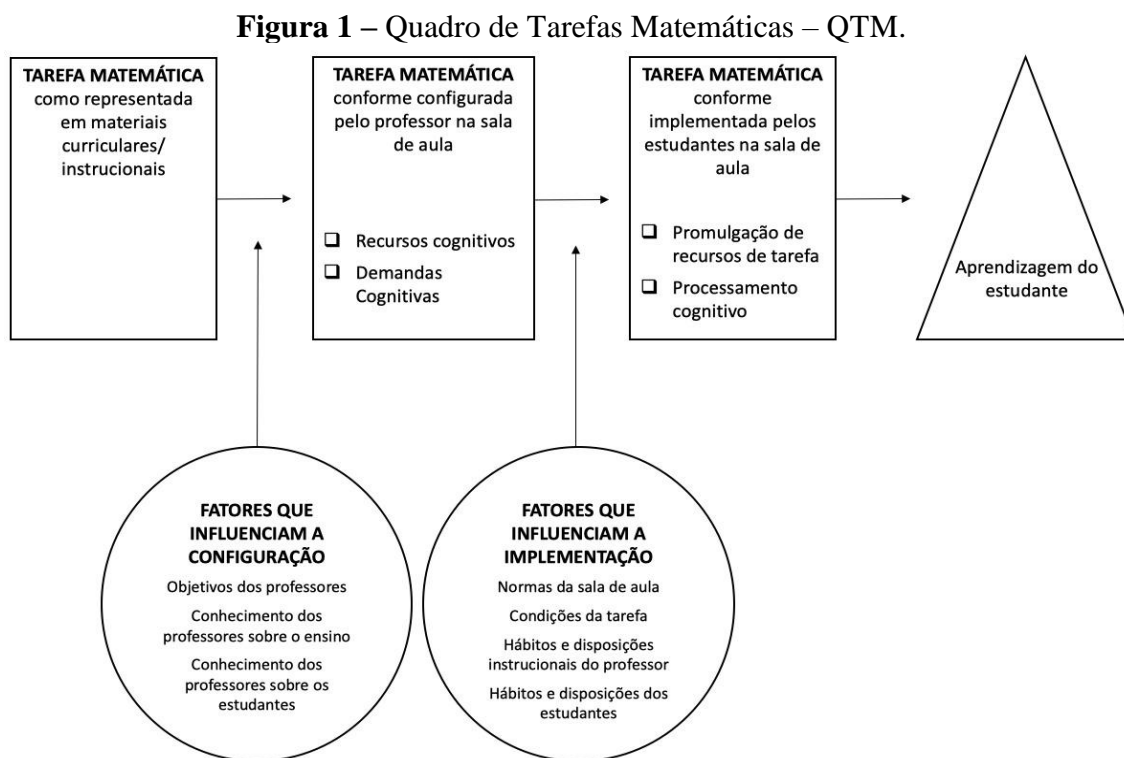 Figura 1 – Quadro de Tarefas Matemáticas – QTM.
TAREFA MATEMÁTICA
como representada
em materiais
curriculares/
instrucionais
TAREFA MATEMÁTICA
conforme configurada
pelo professor na sala
de aula
❑ Recursos cognitivos
❑ Demandas
Cognitivas
TAREFA MATEMÁTICA
conforme
implementada pelos
estudantes na sala de
aula
❑ Promulgação de
recursos de tarefa
❑ Processamento
cognitivo
Aprendizagem do
estudante
FATORES QUE
INFLUENCIAM A
CONFIGURAÇÃO
Objetivos dos professores
Conhecimento dos
professores sobre o ensino
Conhecimento dos
professores sobre os
estudantes
FATORES QUE
INFLUENCIAM A
IMPLEMENTAÇÃO
Normas da sala de aula
Condições da tarefa
Hábitos e disposições
instrucionais do professor
Hábitos e disposições dos
estudantes